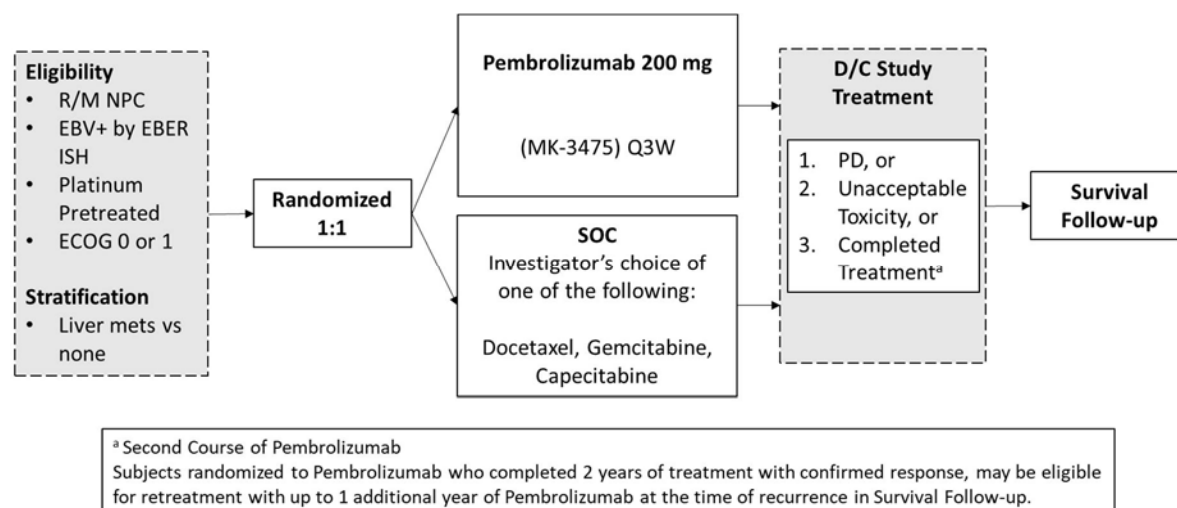 Eligibility
• R/M NPC
• EBV+ by EBER
ISH
• Platinum
Pretreated
• ECOG 0 or 1
Stratification
• Liver mets vs
none
Randomized
1:1
Pembrolizumab 200 mg
(MK-3475) Q3W
SOC
Investigator's choice of
one of the following:
Docetaxel, Gemcitabine,
Capecitabine
D/C Study
Treatment
1. PD, or
2. Unacceptable
Toxicity, or
3. Completed
Treatmentᵃ
Survival
Follow-up
ᵃ Second Course of Pembrolizumab
Subjects randomized to Pembrolizumab who completed 2 years of treatment with confirmed response, may be eligible
for retreatment with up to 1 additional year of Pembrolizumab at the time of recurrence in Survival Follow-up.